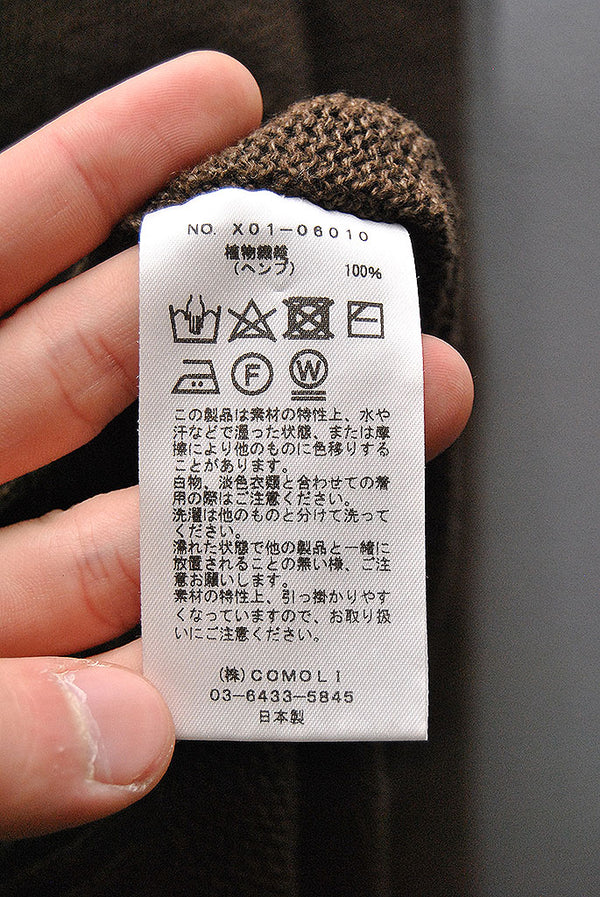 NO. X01-06010
植物繊維
(ヘンプ) 100%
F W
この製品は素材の特性上、水や
汗などで湿った状態、または摩
擦により他のものに色移りする
ことがあります。
白物、淡色衣類と合わせての着
用の際はご注意ください。
洗濯は他のものと分けて洗って
ください。
濡れた状態で他の製品と一緒に
放置されることの無い様、ご注
意お願いします。
素材の特性上、引っ掛かりやす
くなっていますので、お取り扱
いにご注意ください。
(株)COMOLI
03-6433-5845
日本製